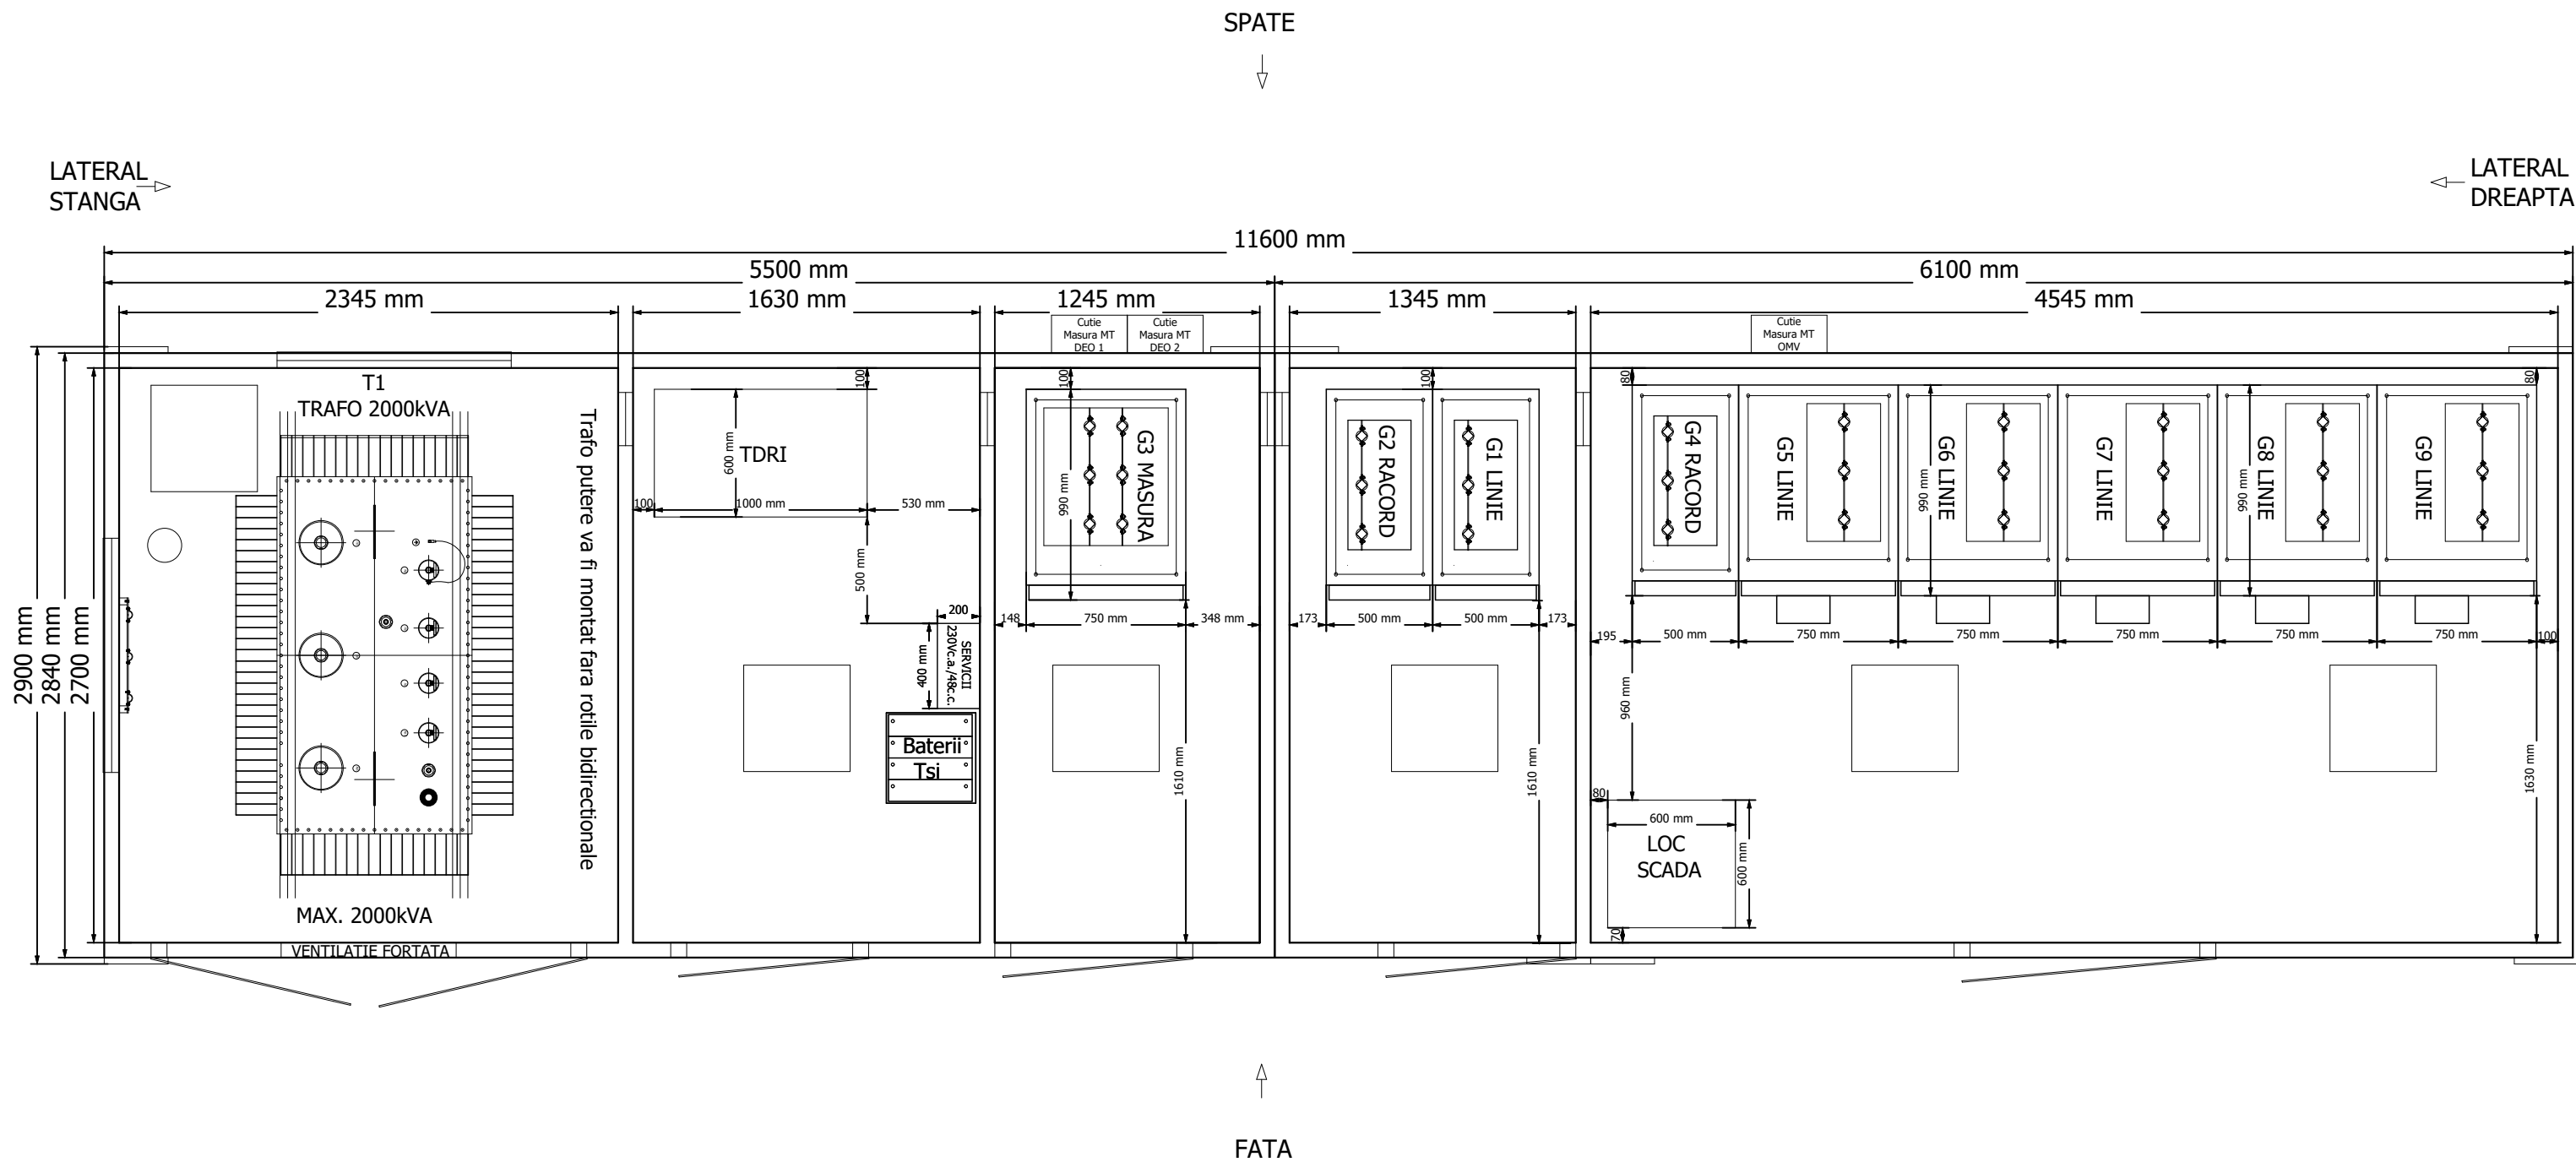 SPATE
LATERAL
STANGA
LATERAL
DREAPTA
11600 mm
5500 mm
6100 mm
2345 mm
1630 mm
1245 mm
1345 mm
4545 mm
Cutie
Masura MT
DEO 1
Cutie
Masura MT
DEO 2
Cutie
Masura MT
OMV
2900 mm
2840 mm
2700 mm
T1
TRAFO 2000kVA
Trafo putere va fi montat fara rotile bidirectionale
MAX. 2000kVA
VENTILATIE FORTATA
100
600 mm
TDRI
100
1000 mm
530 mm
500 mm
200
400 mm
SERVICII
230Vc.a./48c.c.
Baterii
Tsi
100
990 mm
G3 MASURA
148
750 mm
348 mm
1610 mm
100
G2 RACORD
G1 LINIE
173
500 mm
500 mm
173
1610 mm
80
80
G4 RACORD
G5 LINIE
990 mm
G6 LINIE
G7 LINIE
990 mm
G8 LINIE
G9 LINIE
195
500 mm
750 mm
750 mm
750 mm
750 mm
750 mm
100
960 mm
1630 mm
80
600 mm
LOC
SCADA
600 mm
70
FATA